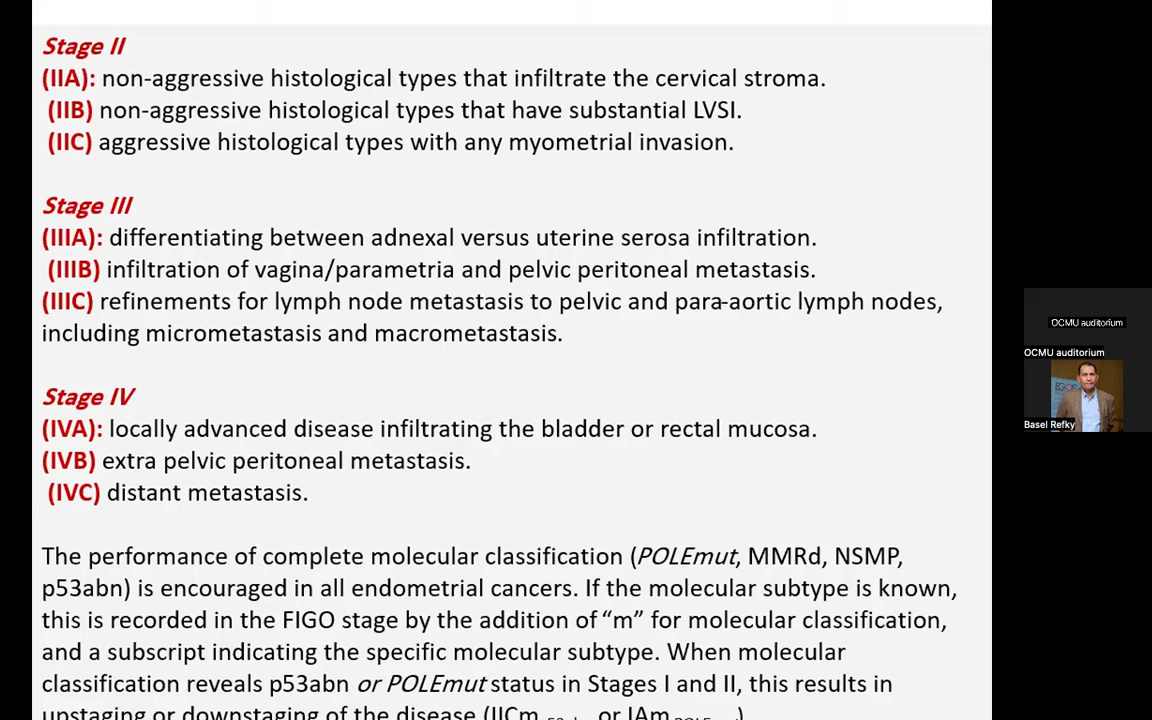 Stage II
(IIA): non-aggressive histological types that infiltrate the cervical stroma.
(IIB) non-aggressive histological types that have substantial LVSI.
(IIC) aggressive histological types with any myometrial invasion.
Stage III
(IIIA): differentiating between adnexal versus uterine serosa infiltration.
(IIIB) infiltration of vagina/parametria and pelvic peritoneal metastasis.
(IIIC) refinements for lymph node metastasis to pelvic and para-aortic lymph nodes,
including micrometastasis and macrometastasis.
Stage IV
(IVA): locally advanced disease infiltrating the bladder or rectal mucosa.
(IVB) extra pelvic peritoneal metastasis.
(IVC) distant metastasis.
The performance of complete molecular classification (POLEmut, MMRd, NSMP,
p53abn) is encouraged in all endometrial cancers. If the molecular subtype is known,
this is recorded in the FIGO stage by the addition of “m” for molecular classification,
and a subscript indicating the specific molecular subtype. When molecular
classification reveals p53abn or POLEmut status in Stages I and II, this results in
upstaging or downstaging of the disease (IICm or IAm
OCMU auditorium
OCMU auditorium
EGOS
Basel Refky